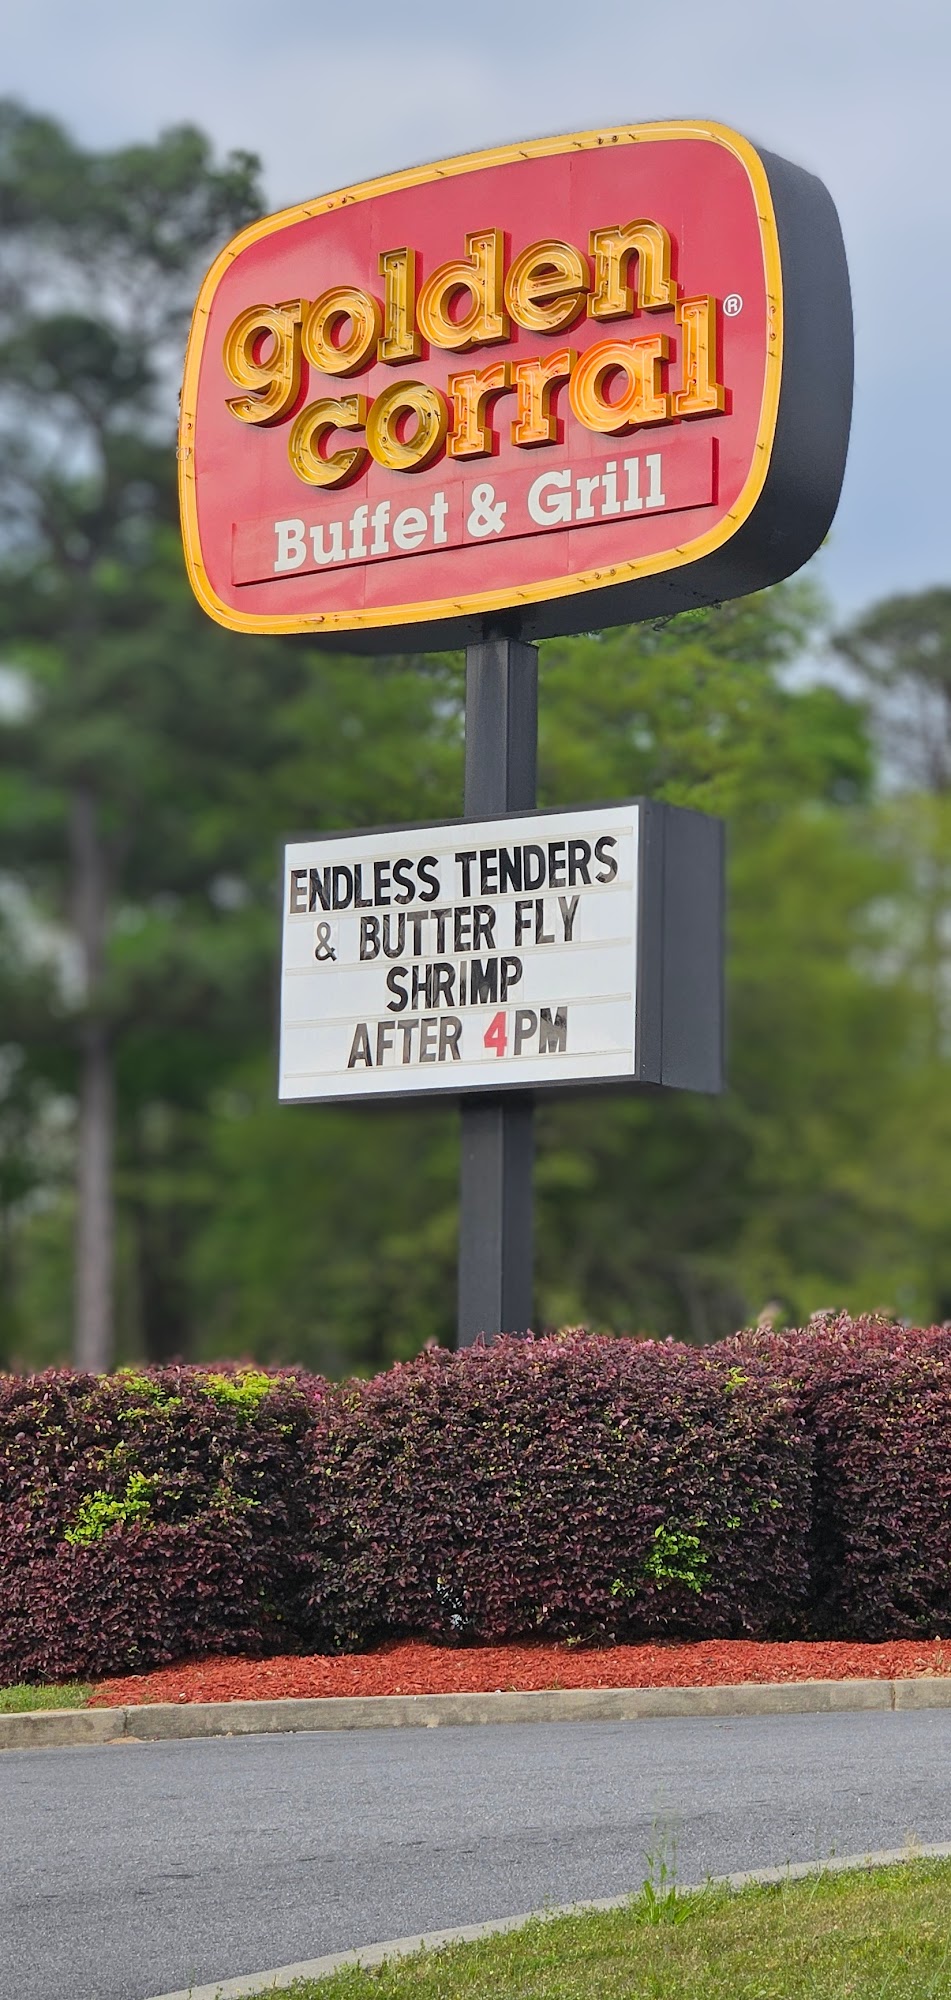 golden
corral®
Buffet & Grill
ENDLESS TENDERS
& BUTTER FLY
SHRIMP
AFTER 4PM